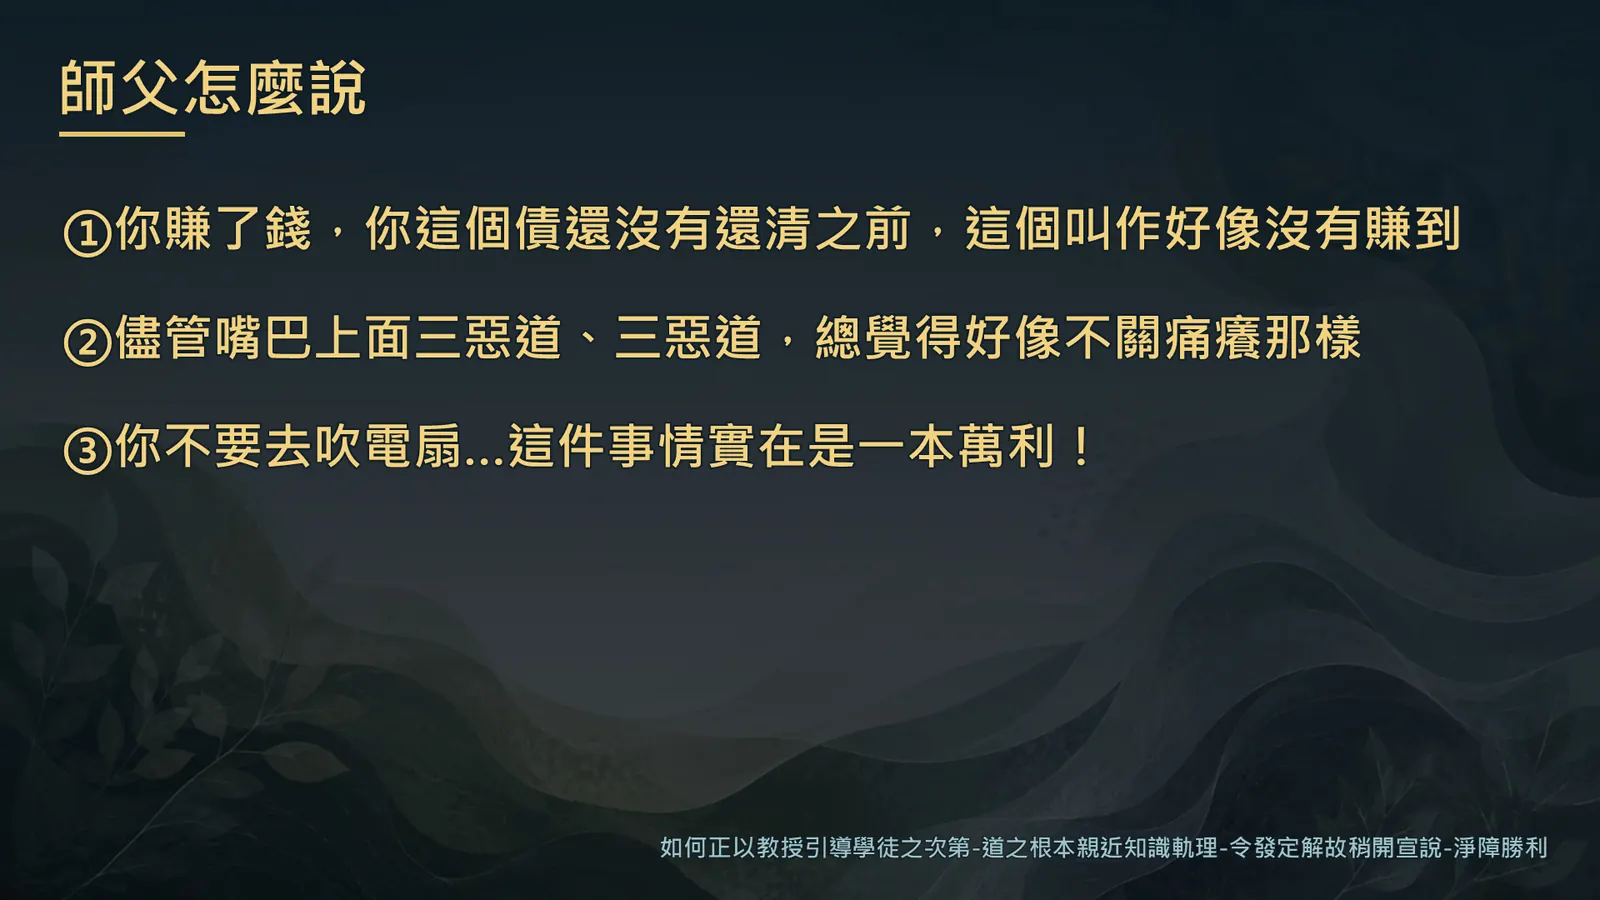 師父怎麼說
①你賺了錢，你這個債還沒有還清之前，這個叫作好像沒有賺到
②儘管嘴巴上面三惡道、三惡道，總覺得好像不關痛癢那樣
③你不要去吹電扇…這件事情實在是一本萬利！
如何正以教授引導學徒之次第-道之根本親近知識軌理-令發定解故稍開宣說-淨障勝利